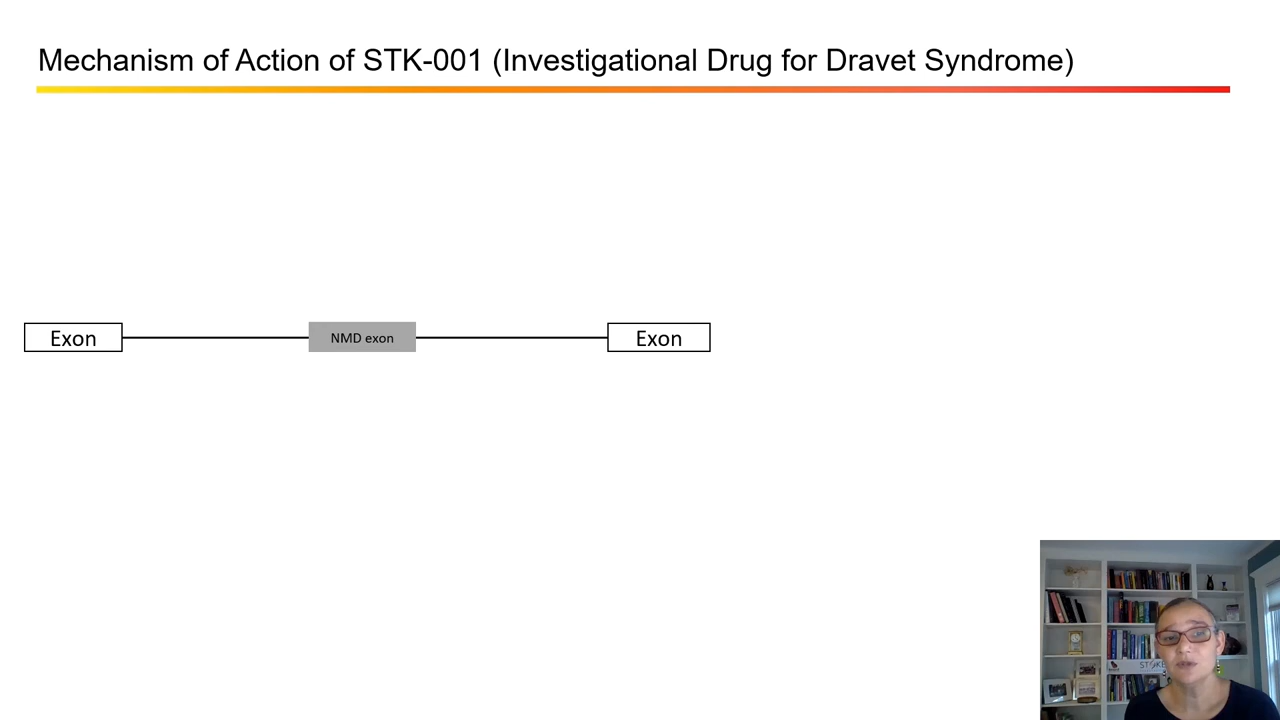 Mechanism of Action of STK-001 (Investigational Drug for Dravet Syndrome)
Exon
NMD exon
Exon